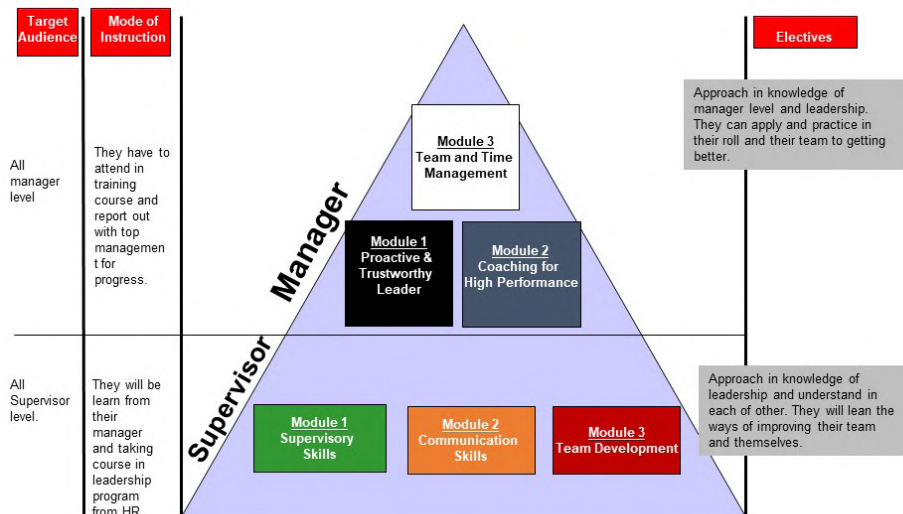 Target
Audience
Mode of
Instruction
Electives
Approach in knowledge of
manager level and leadership.
They can apply and practice in
their roll and their team to getting
better.
Module 3
Team and Time
Management
All
manager
level
They have to
attend in
training
course and
report out
with top
managemen
t for
progress.
Manager
Module 1
Proactive &
Trustworthy
Leader
Module 2
Coaching for
High Performance
Supervisor
All
Supervisor
level.
They will be
learn from
their
manager
and taking
course in
leadership
program
from HR
Module 1
Supervisory
Skills
Module 2
Communication
Skills
Module 3
Team Development
Approach in knowledge of
leadership and understand in
each of other. They will lean the
ways of improving their team
and themselves.